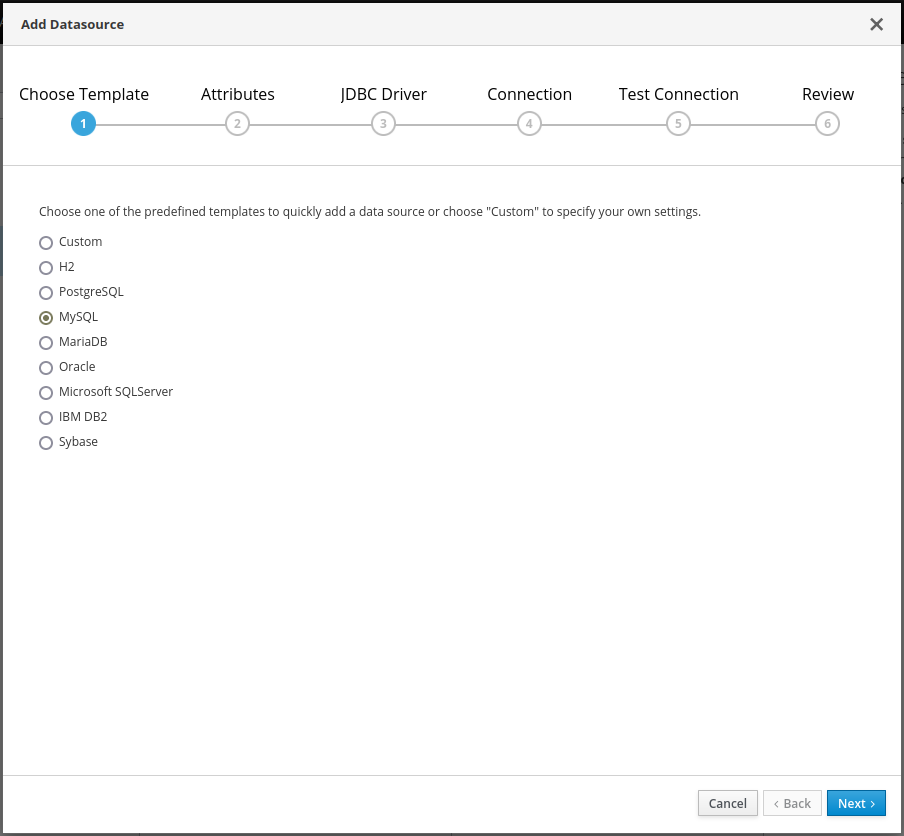 Add Datasource
Choose Template Attributes JDBC Driver Connection Test Connection Review
1 2 3 4 5 6
Choose one of the predefined templates to quickly add a data source or choose "Custom" to specify your own settings.
Custom
H2
PostgreSQL
MySQL
MariaDB
Oracle
Microsoft SQLServer
IBM DB2
Sybase
Cancel < Back Next >